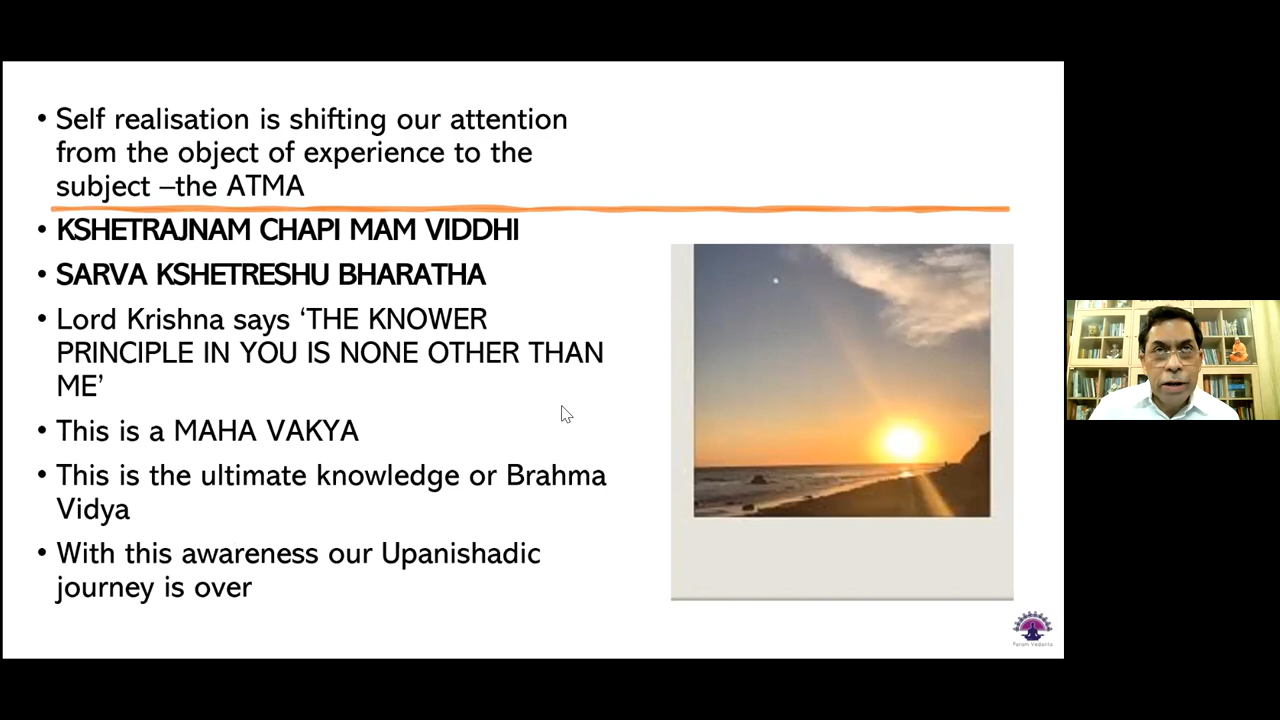 • Self realisation is shifting our attention
from the object of experience to the
subject –the ATMA
• KSHETRAJNAM CHAPI MAM VIDDHI
• SARVA KSHETRESHU BHARATHA
• Lord Krishna says ‘THE KNOWER
PRINCIPLE IN YOU IS NONE OTHER THAN
ME’
• This is a MAHA VAKYA
• This is the ultimate knowledge or Brahma
Vidya
• With this awareness our Upanishadic
journey is over
Param Vedanta